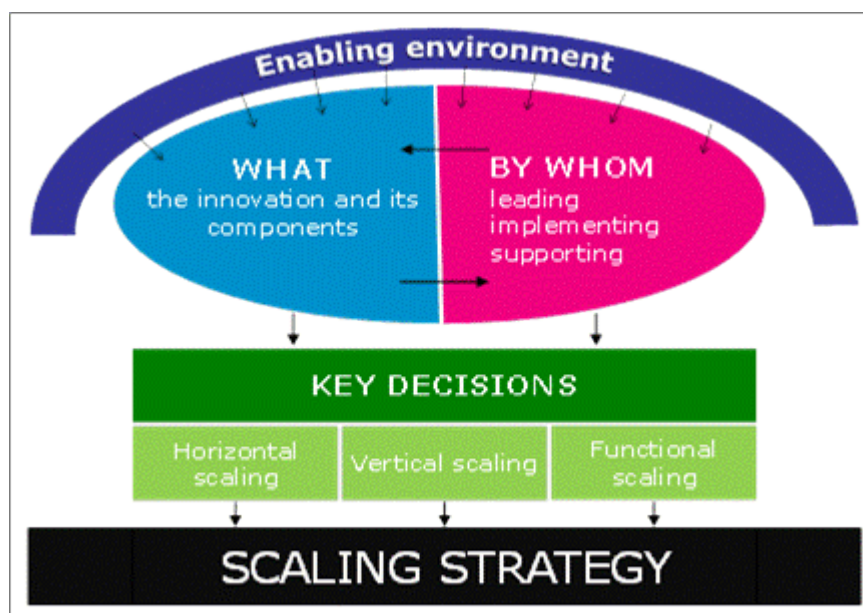 Enabling environment
WHAT
the innovation and its
components
BY WHOM
leading
implementing
supporting
KEY DECISIONS
Horizontal
scaling
Vertical scaling
Functional
scaling
SCALING STRATEGY